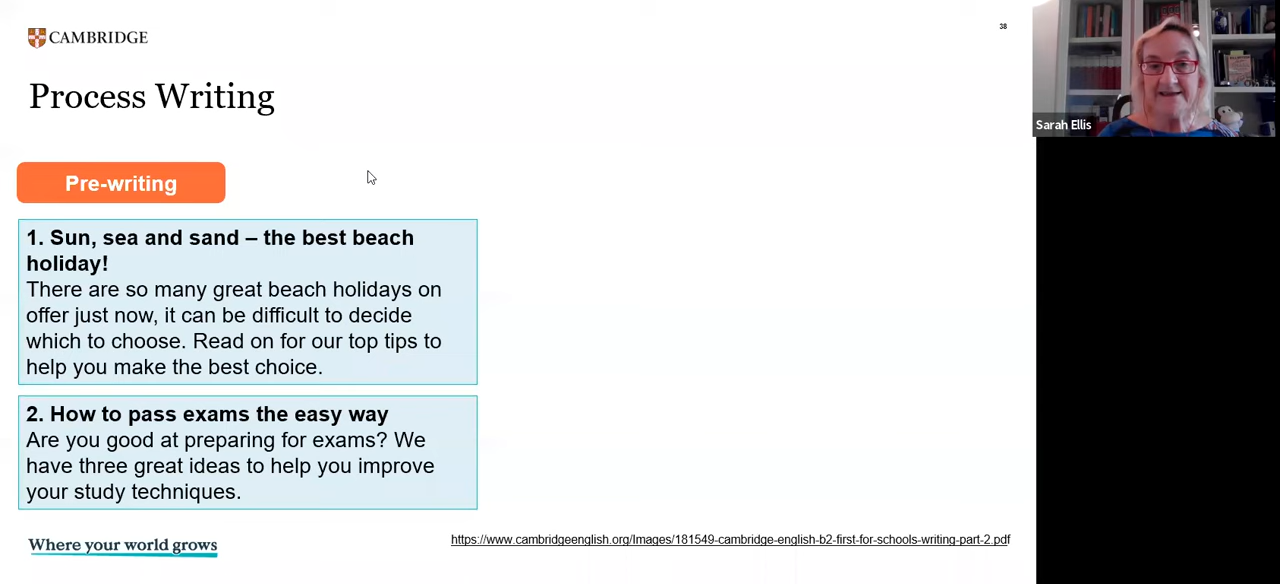 CAMBRIDGE
38
Process Writing
Sarah Ellis
Pre-writing
1. Sun, sea and sand – the best beach
holiday!
There are so many great beach holidays on
offer just now, it can be difficult to decide
which to choose. Read on for our top tips to
help you make the best choice.
2. How to pass exams the easy way
Are you good at preparing for exams? We
have three great ideas to help you improve
your study techniques.
Where your world grows
https://www.cambridgeenglish.org/Images/181549-cambridge-english-b2-first-for-schools-writing-part-2.pdf